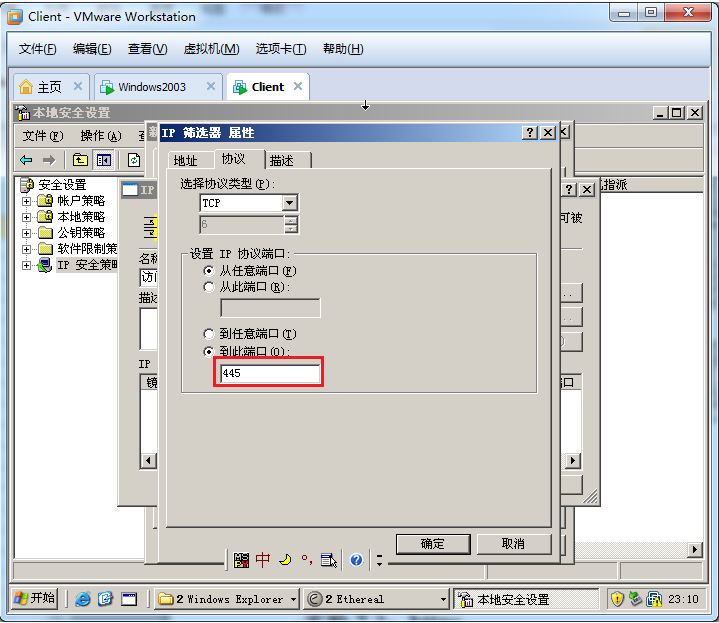 Client - VMware Workstation
文件(F) 编辑(E) 查看(V) 虚拟机(M) 选项卡(T) 帮助(H)
主页 Windows2003 Client
本地安全设置
文件(F) 操作(A)
IP 筛选器 属性
地址 协议 描述
安全设置
帐户策略
本地策略
公钥策略
软件限制策
IP 安全策略
IP
名称
访问
描述
IP
镜
指派
可被
口
选择协议类型(P):
TCP
6
设置 IP 协议端口:
从任意端口(F)
从此端口(R):
到任意端口(T)
到此端口(O):
445
确定 取消
中
开始 2 Windows Explorer 2 Ethereal 本地安全设置 23:10